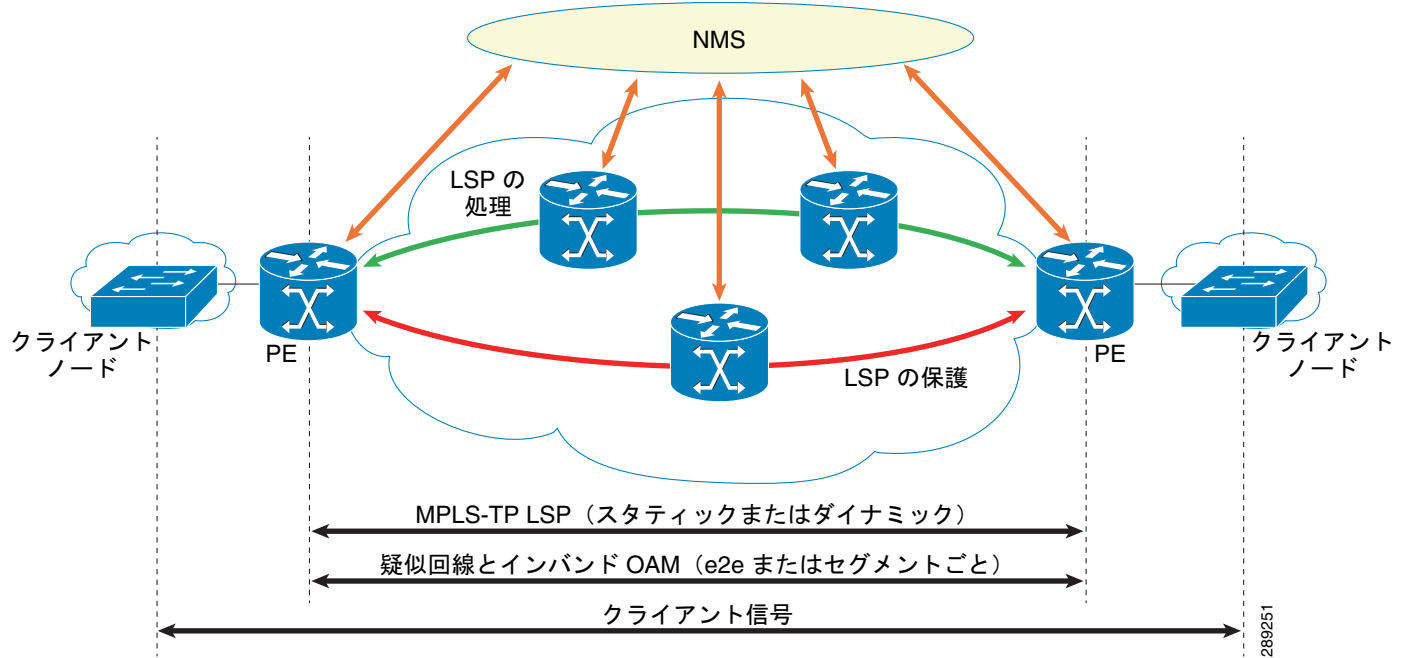 NMS
LSP の
処理
クライアント
ノード
PE
LSP の保護
PE
クライアント
ノード
MPLS-TP LSP（スタティックまたはダイナミック）
疑似回線とインバンド OAM（e2e またはセグメントごと）
クライアント信号
289251